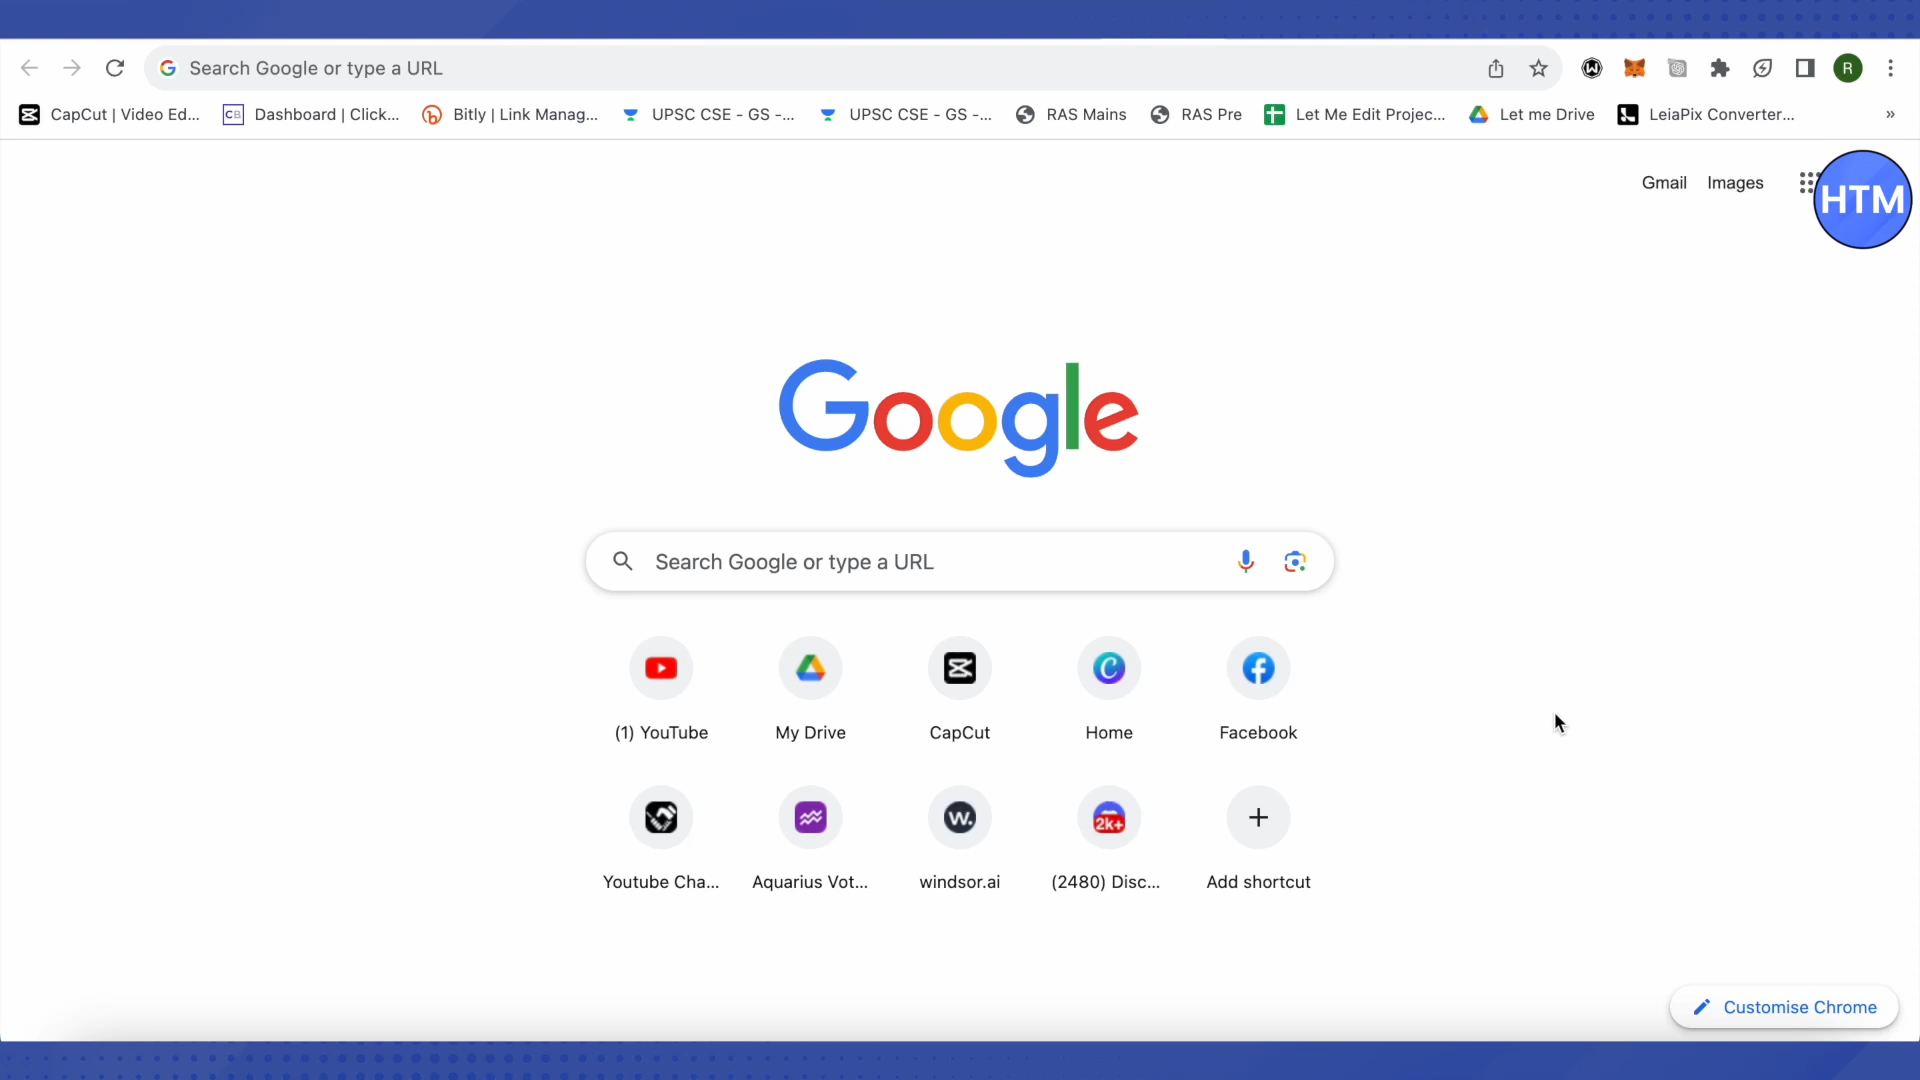 Search Google or type a URL
R
CapCut | Video Ed... CB Dashboard | Click... Bitly | Link Manag... UPSC CSE - GS -... UPSC CSE - GS -... RAS Mains RAS Pre Let Me Edit Projec... Let me Drive LeiaPix Converter... »
Gmail Images
HTM
Google
Search Google or type a URL
(1) YouTube My Drive CapCut Home Facebook
w. 2k+
Youtube Cha... Aquarius Vot... windsor.ai (2480) Disc... Add shortcut
Customise Chrome